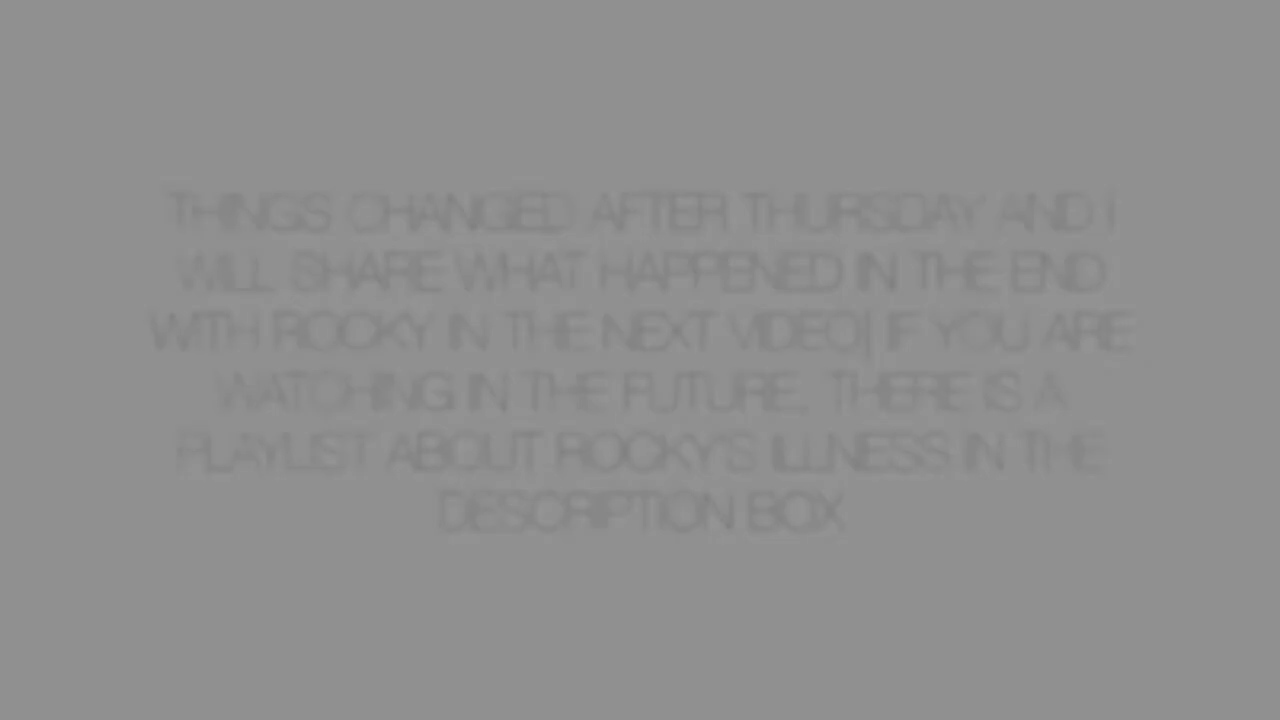 THINGS CHANGED AFTER THURSDAY AND I
WILL SHARE WHAT HAPPENED IN THE END
WITH ROCKY IN THE NEXT VIDEO| IF YOU ARE
WATCHING IN THE FUTURE, THERE IS A
PLAYLIST ABOUT ROCKY'S ILLNESS IN THE
DESCRIPTION BOX